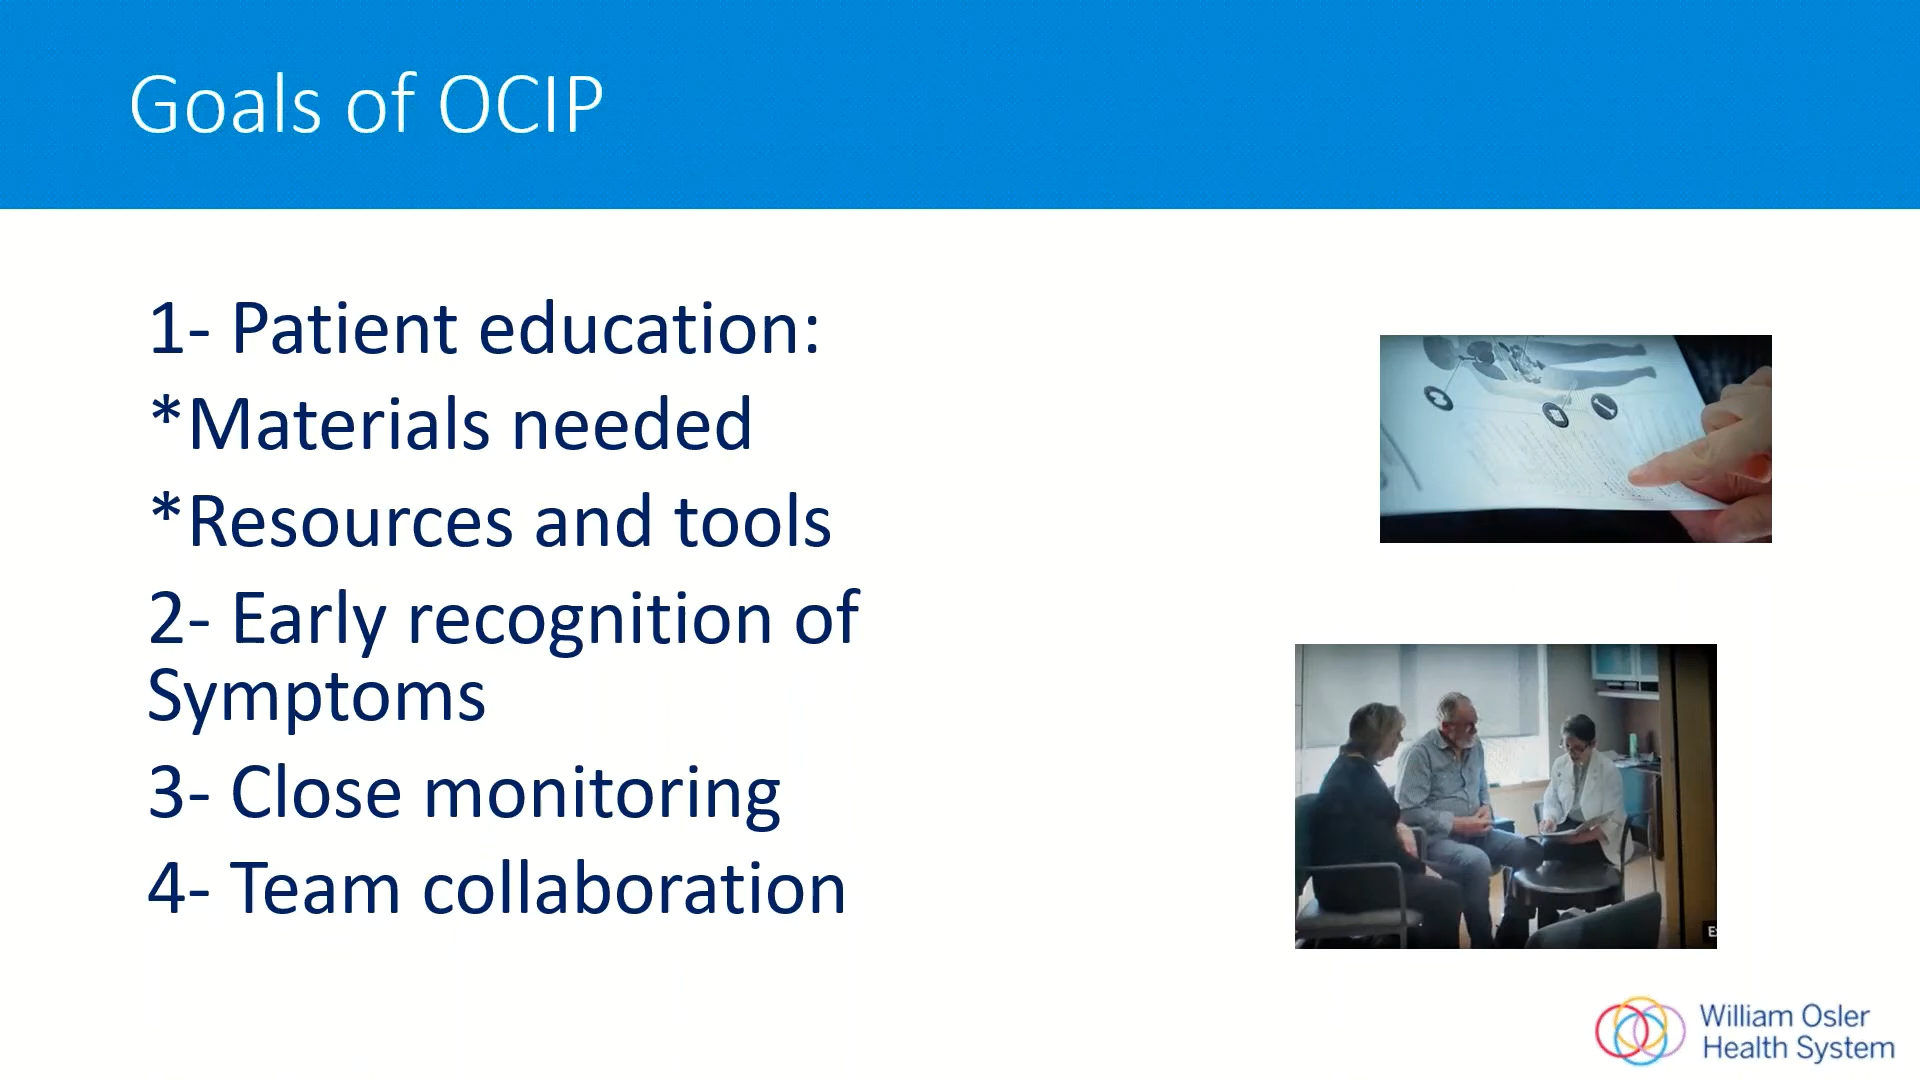 Goals of OCIP
1- Patient education:
*Materials needed
*Resources and tools
2- Early recognition of
Symptoms
3- Close monitoring
4- Team collaboration
William Osler
Health System